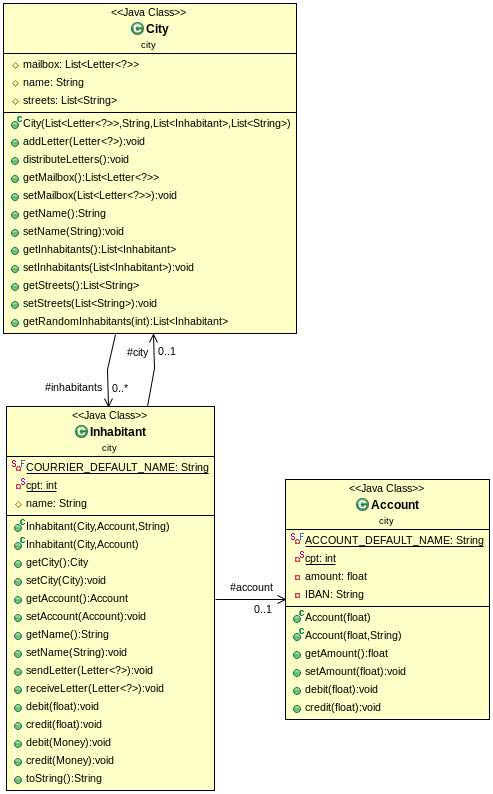 <<Java Class>>
City
city
mailbox: List<Letter<?>>
name: String
streets: List<String>
City(List<Letter<?>>,String,List<Inhabitant>,List<String>)
addLetter(Letter<?>):void
distributeLetters():void
getMailbox():List<Letter<?>>
setMailbox(List<Letter<?>>):void
getName():String
setName(String):void
getInhabitants():List<Inhabitant>
setInhabitants(List<Inhabitant>):void
getStreets():List<String>
setStreets(List<String>):void
getRandomInhabitants(int):List<Inhabitant>
#city 0..1
#inhabitants 0..*
<<Java Class>>
Inhabitant
city
COURRIER_DEFAULT_NAME: String
cpt: int
name: String
Inhabitant(City,Account,String)
Inhabitant(City,Account)
getCity():City
setCity(City):void
getAccount():Account
setAccount(Account):void
getName():String
setName(String):void
sendLetter(Letter<?>):void
receiveLetter(Letter<?>):void
debit(float):void
credit(float):void
debit(Money):void
credit(Money):void
toString():String
#account
0..1
<<Java Class>>
Account
city
ACCOUNT_DEFAULT_NAME: String
cpt: int
amount: float
IBAN: String
Account(float)
Account(float,String)
getAmount():float
setAmount(float):void
debit(float):void
credit(float):void